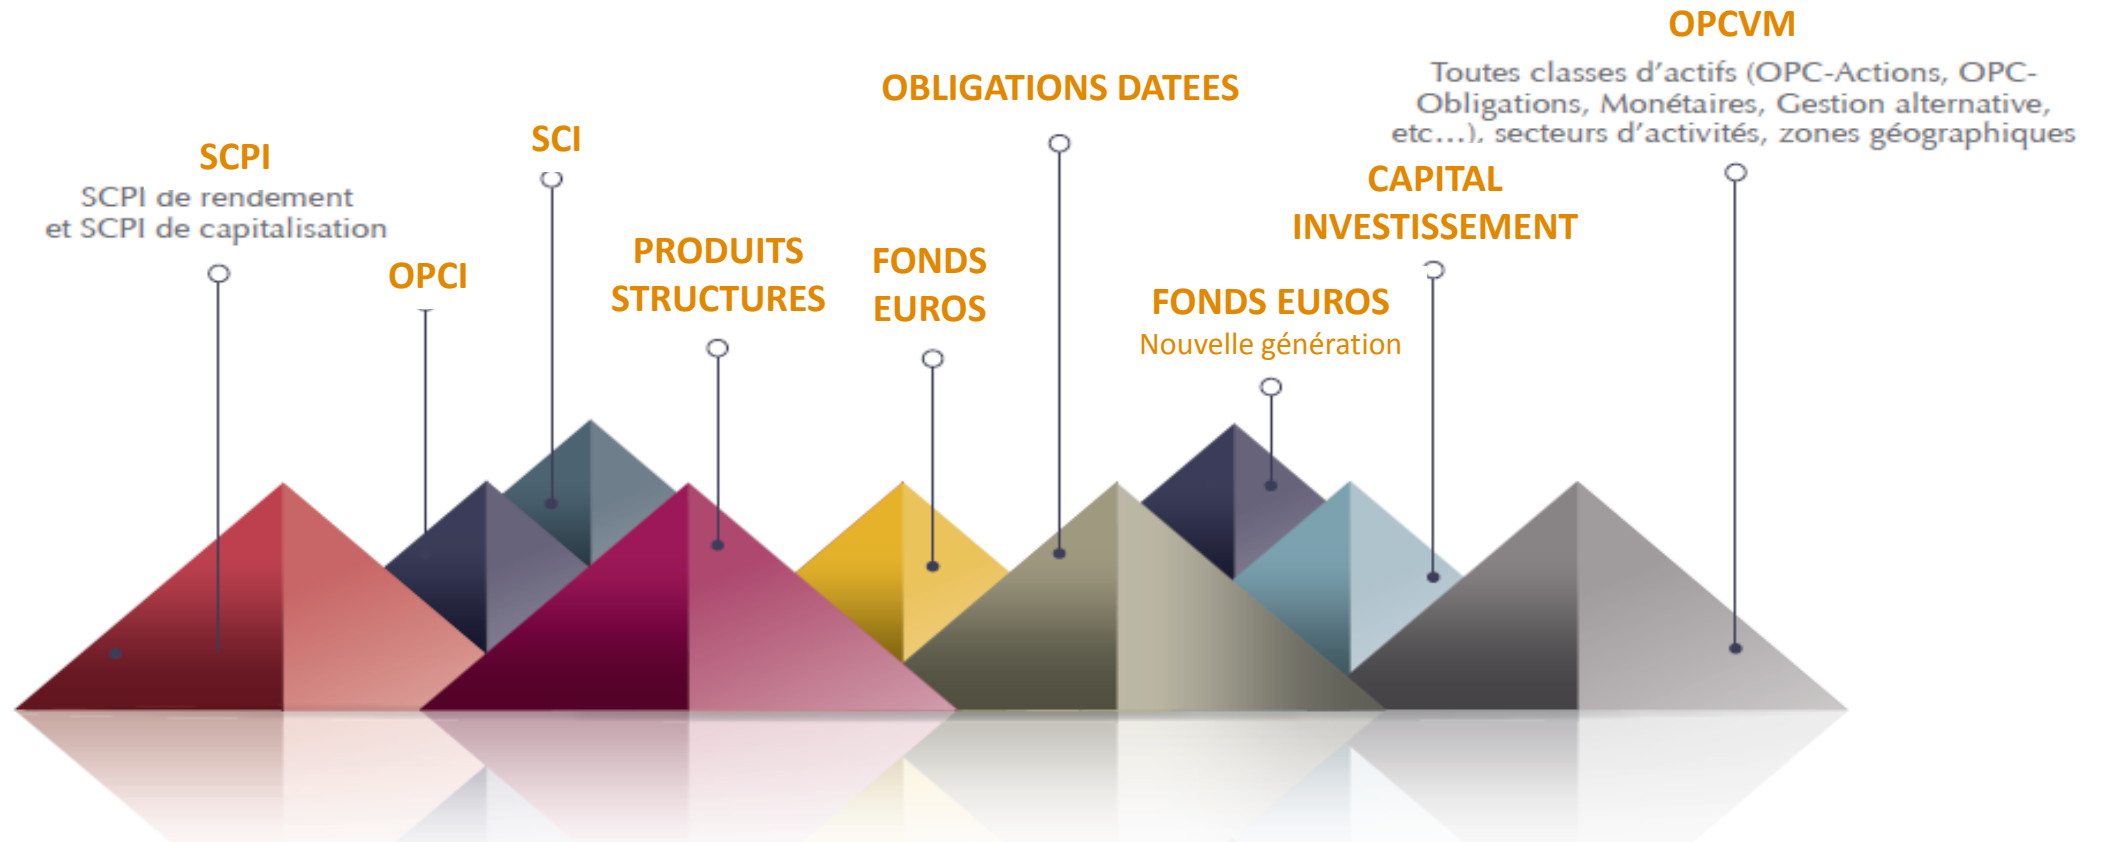 SCPI
SCPI de rendement
et SCPI de capitalisation
OPCI
SCI
PRODUITS
STRUCTURES
FONDS
EUROS
OBLIGATIONS DATEES
FONDS EUROS
Nouvelle génération
CAPITAL
INVESTISSEMENT
OPCVM
Toutes classes d'actifs (OPC-Actions, OPC-
Obligations, Monétaires, Gestion alternative,
etc...), secteurs d'activités, zones géographiques